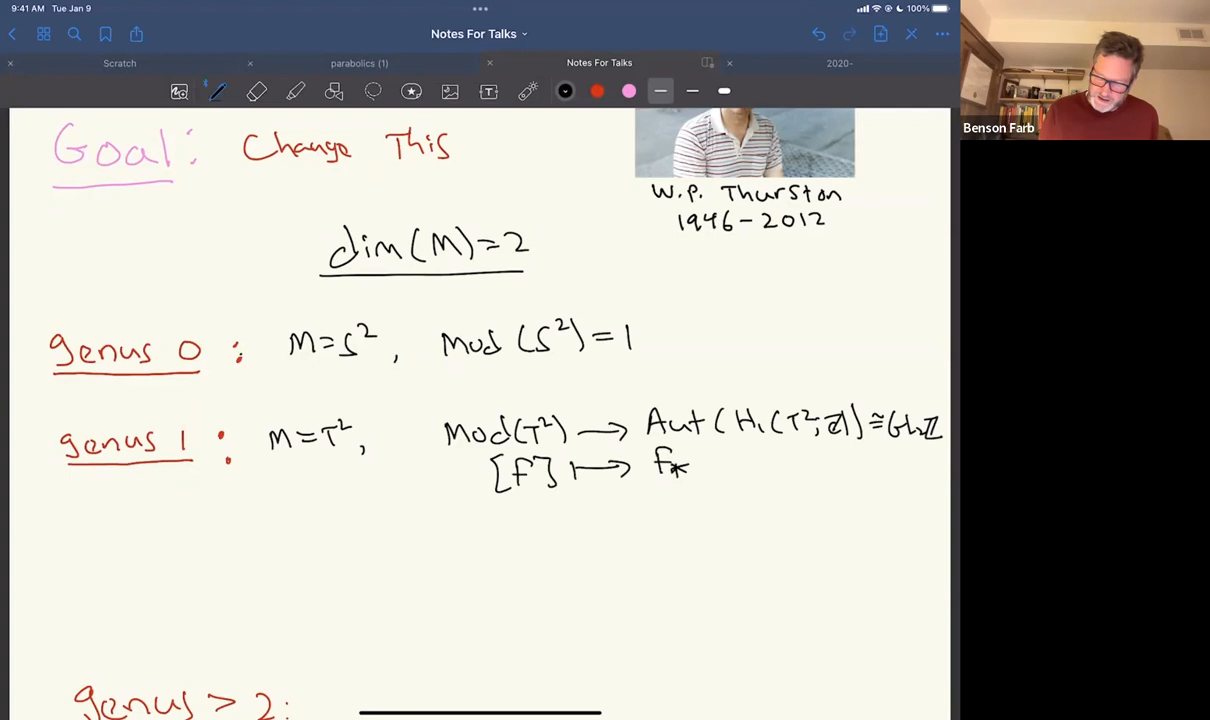 9:41 AM Tue Jan 9
100%
Notes For Talks
Scratch
parabolics (1)
Notes For Talks
2020-
Goal: Change This
W.P. Thurston
1946-2012
dim(M)=2
genus 0: M=S², Mod(S²)=1
genus 1: M=T², Mod(T²) → Aut(H₁(T²;ℤ)) ≅ GL₂ℤ
[f] ↦ f*
genus > 2:
Benson Farb